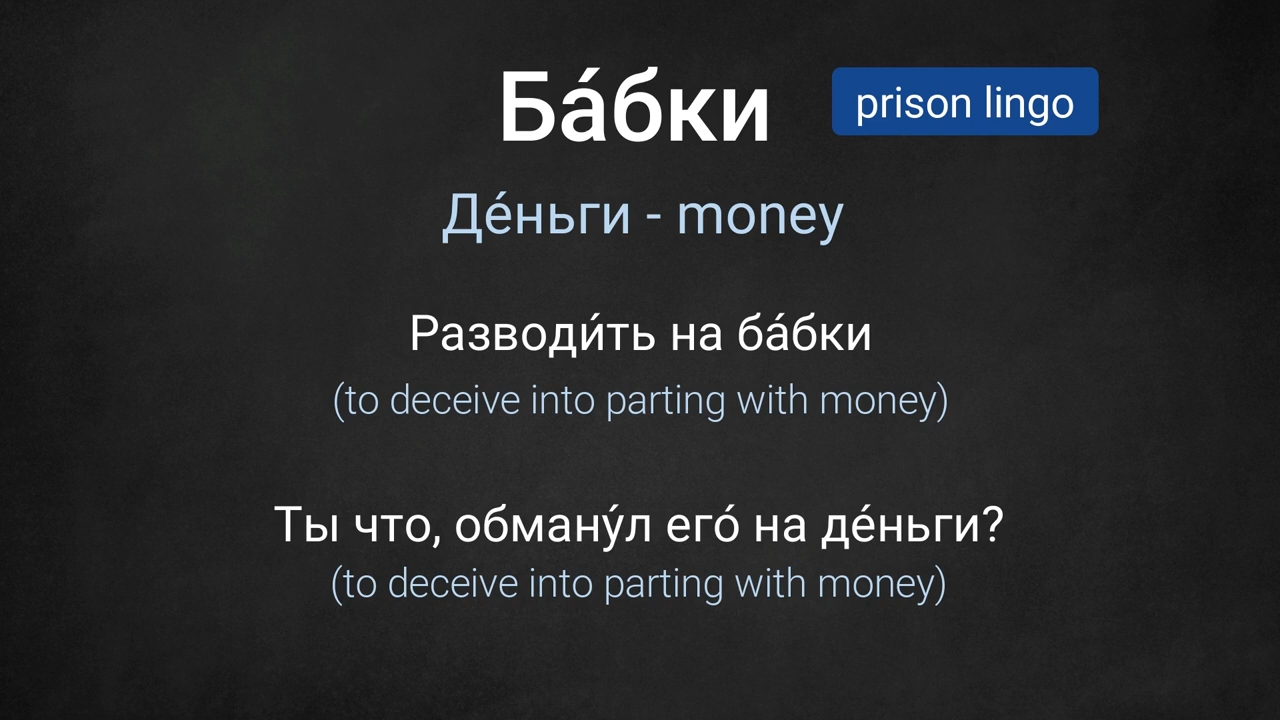 Ба́бки
prison lingo
Де́ньги - money
Разводи́ть на ба́бки
(to deceive into parting with money)
Ты что, обману́л его́ на де́ньги?
(to deceive into parting with money)